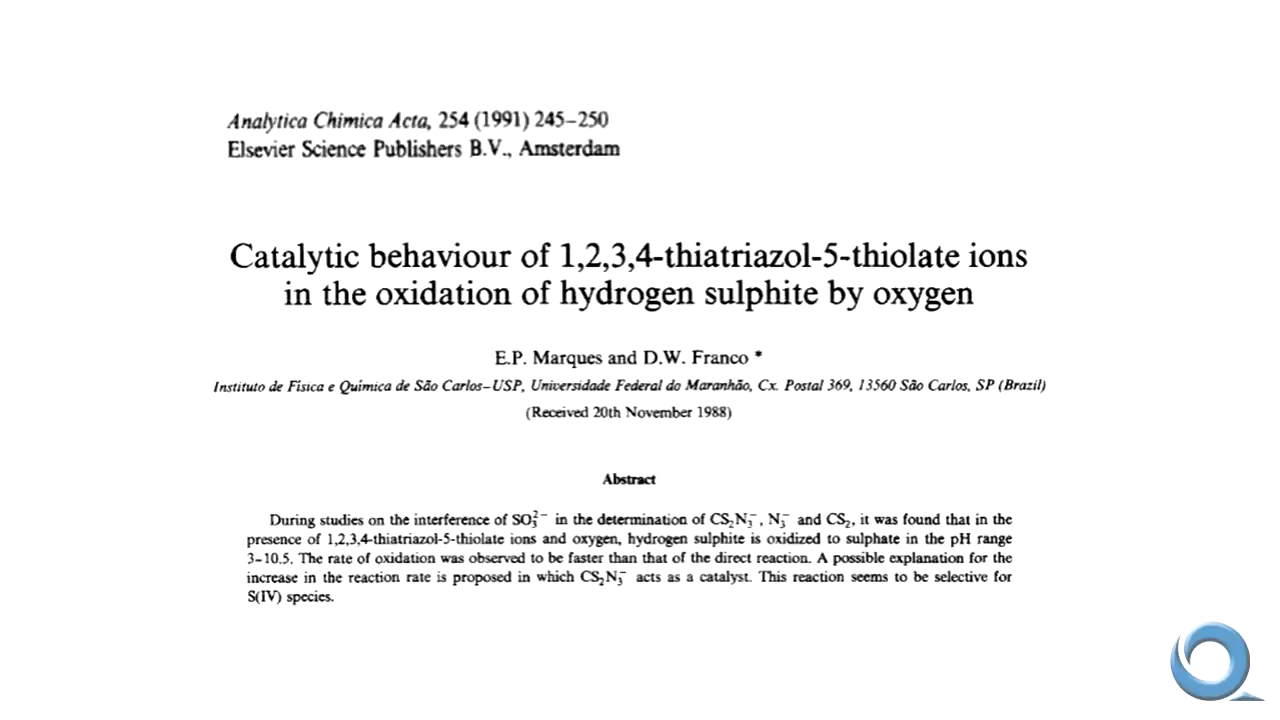 Analytica Chimica Acta, 254 (1991) 245–250
Elsevier Science Publishers B.V., Amsterdam
Catalytic behaviour of 1,2,3,4-thiatriazol-5-thiolate ions
in the oxidation of hydrogen sulphite by oxygen
E.P. Marques and D.W. Franco *
Instituto de Física e Química de São Carlos–USP, Universidade Federal do Maranhão, Cx. Postal 369, 13560 São Carlos, SP (Brazil)
(Received 20th November 1988)
Abstract
During studies on the interference of SO₃²⁻ in the determination of CS₂N₃⁻, N₃⁻ and CS₂, it was found that in the
presence of 1,2,3,4-thiatriazol-5-thiolate ions and oxygen, hydrogen sulphite is oxidized to sulphate in the pH range
3–10.5. The rate of oxidation was observed to be faster than that of the direct reaction. A possible explanation for the
increase in the reaction rate is proposed in which CS₂N₃⁻ acts as a catalyst. This reaction seems to be selective for
S(IV) species.